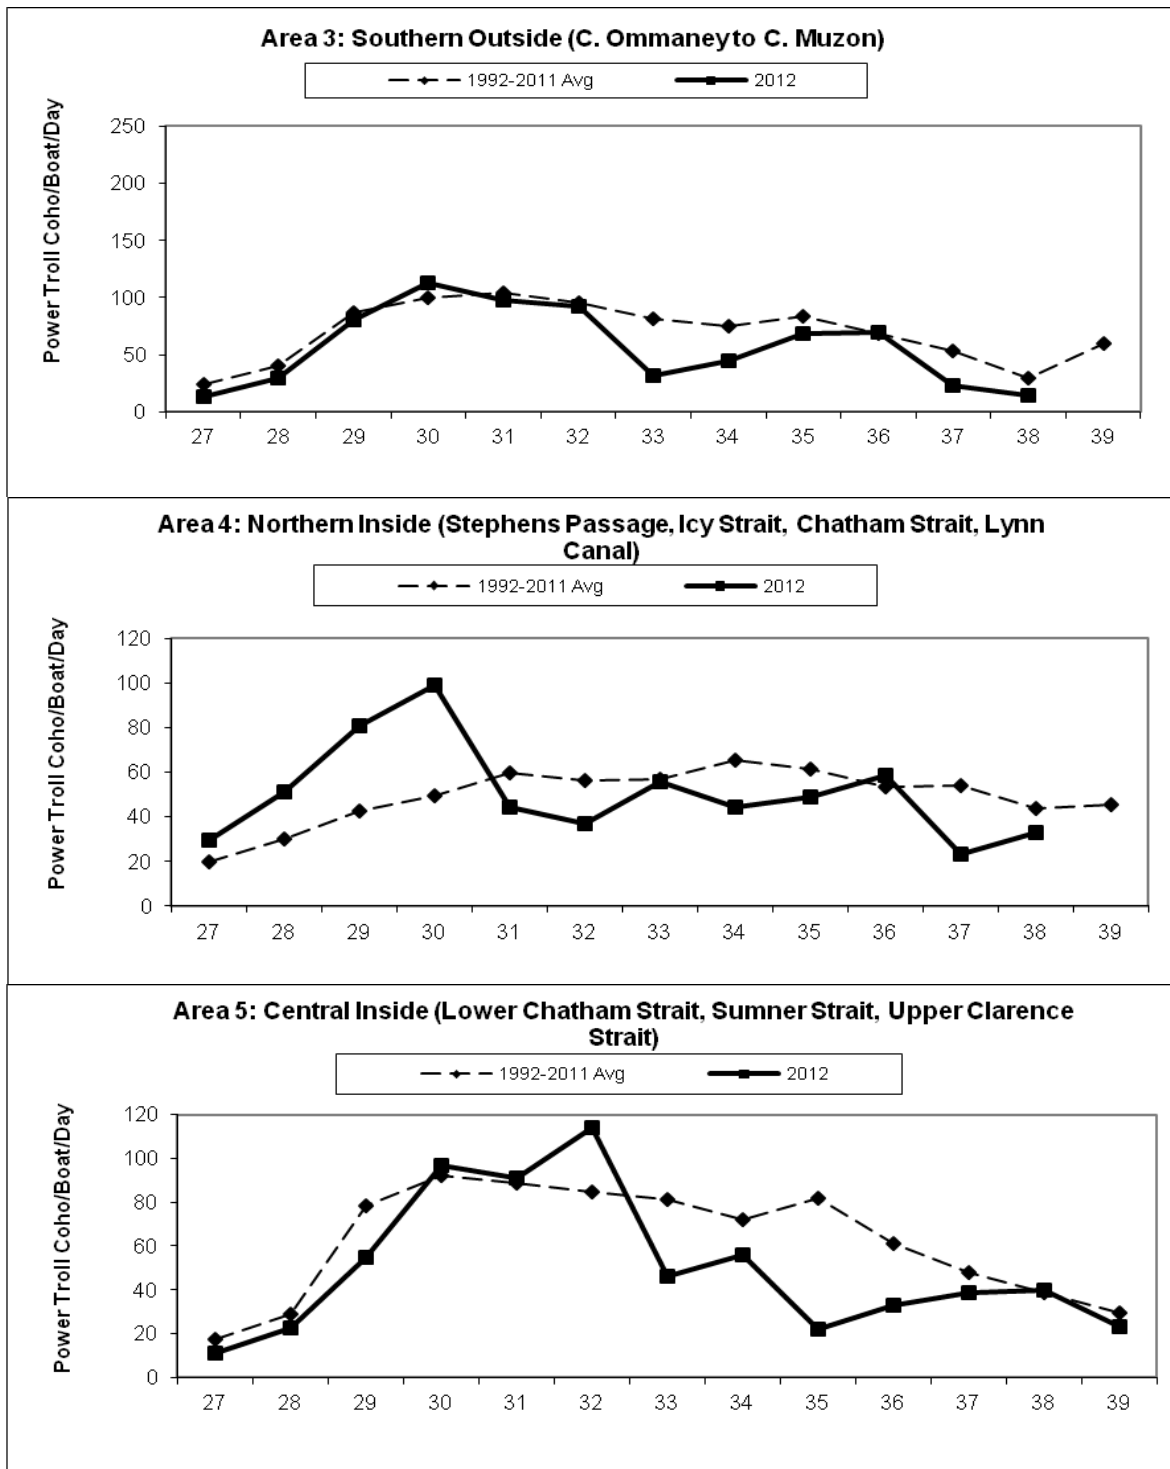 Area 3: Southern Outside (C. Ommaney to C. Muzon)
1992-2011 Avg 2012
Power Troll Coho/Boat/Day
250
200
150
100
50
0
27 28 29 30 31 32 33 34 35 36 37 38 39
Area 4: Northern Inside (Stephens Passage, Icy Strait, Chatham Strait, Lynn
Canal)
1992-2011 Avg 2012
Power Troll Coho/Boat/Day
120
100
80
60
40
20
0
27 28 29 30 31 32 33 34 35 36 37 38 39
Area 5: Central Inside (Lower Chatham Strait, Sumner Strait, Upper Clarence
Strait)
1992-2011 Avg 2012
Power Troll Coho/Boat/Day
120
100
80
60
40
20
0
27 28 29 30 31 32 33 34 35 36 37 38 39